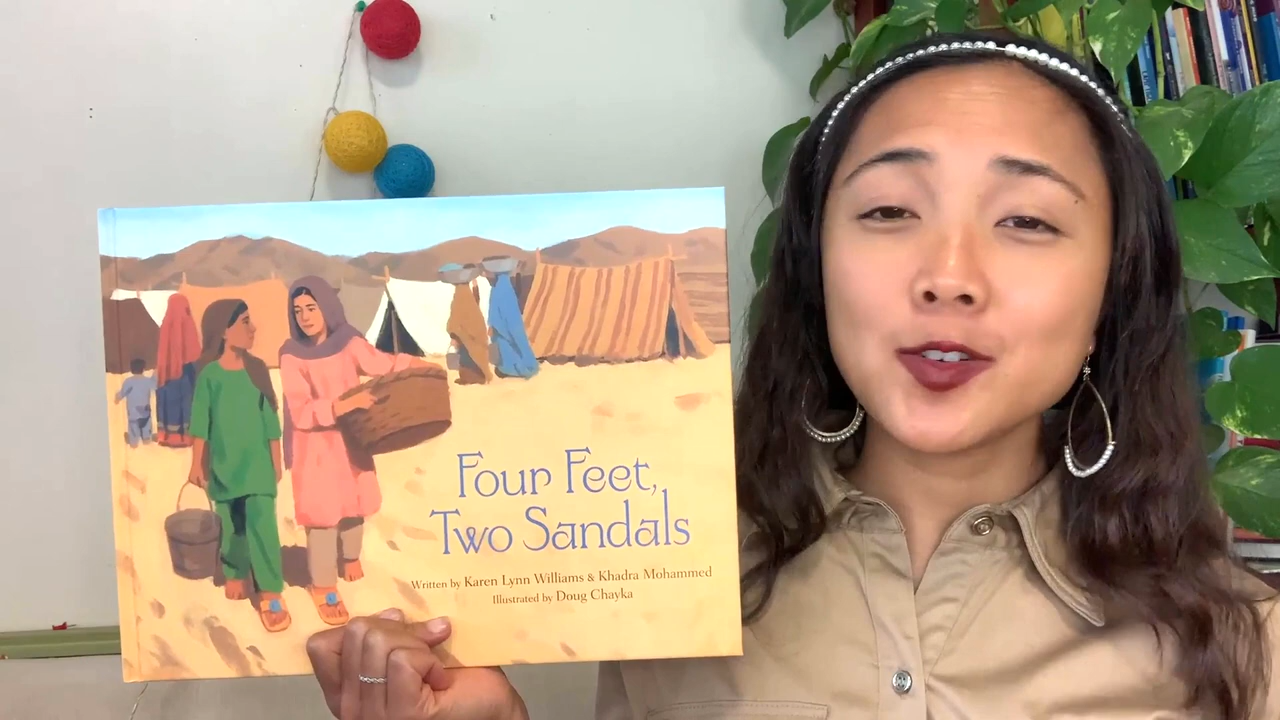 Four Feet,
Two Sandals
Written by Karen Lynn Williams & Khadra Mohammed
Illustrated by Doug Chayka